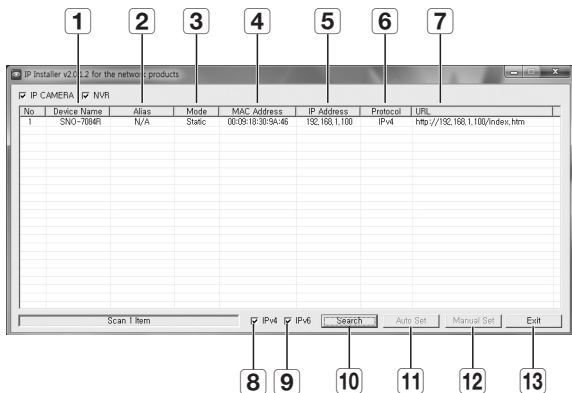 1 2 3 4 5 6 7
IP Installer v2.0.1.2 for the network products
IP CAMERA NVR
No Device Name Alias Mode MAC Address IP Address Protocol URL
1 SNO-7084R N/A Static 00:09:18:30:9A:46 192,168,1,100 IPv4 http://192,168,1,100/index,htm
Scan 1 Item IPv4 IPv6 Search Auto Set Manual Set Exit
8 9 10 11 12 13